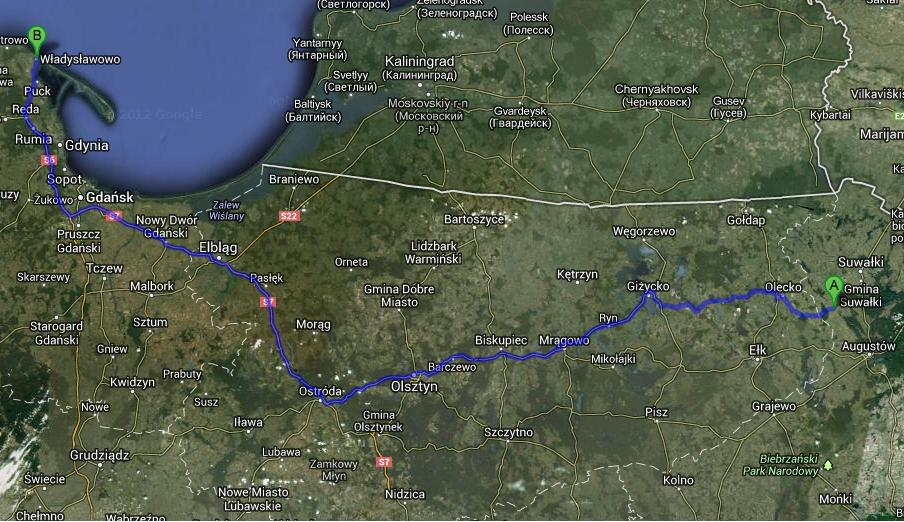 (Светлогорск)
(Зеленоградск)
Polessk
(Полесск)
Yantarnyy
(Янтарный)
Kaliningrad
(Калининград)
Svetlyy
(Светлый)
Chernyakhovsk
(Черняховск)
Gusev
(Гусев)
Baltiysk
(Балтийск)
Moskovskiy r-n
(Московский
р-н)
Gvardeysk
(Гвардейск)
Kybartai
B
Władysławowo
Puck
Reda
Rumia
Gdynia
S6
Sopot
Żukowo
Gdańsk
S7
Pruszcz
Gdański
Nowy Dwór
Gdański
Zalew
Wiślany
Braniewo
S22
Elbląg
Bartoszyce
Lidzbark
Warmiński
Węgorzewo
Gołdap
Suwałki
Tczew
Skarszewy
Malbork
Pasłęk
S7
Orneta
Gmina Dobre
Miasto
Kętrzyn
Giżycko
Olecko
A
Gmina
Suwałki
Starogard
Gdański
Sztum
Morąg
Gniew
Kwidzyn
Prabuty
Ryn
Biskupiec
Mrągowo
Mikołajki
Ełk
Augustów
Barczewo
Olsztyn
Ostróda
Nowe
Susz
Iława
Gmina
Olsztynek
Szczytno
Pisz
Grajewo
Grudziądz
Lubawa
Zamkowy
Młyn
S7
Świecie
Nowe Miasto
Lubawskie
Nidzica
Kolno
Biebrzański
Park Narodowy
Mońki
Chełmno